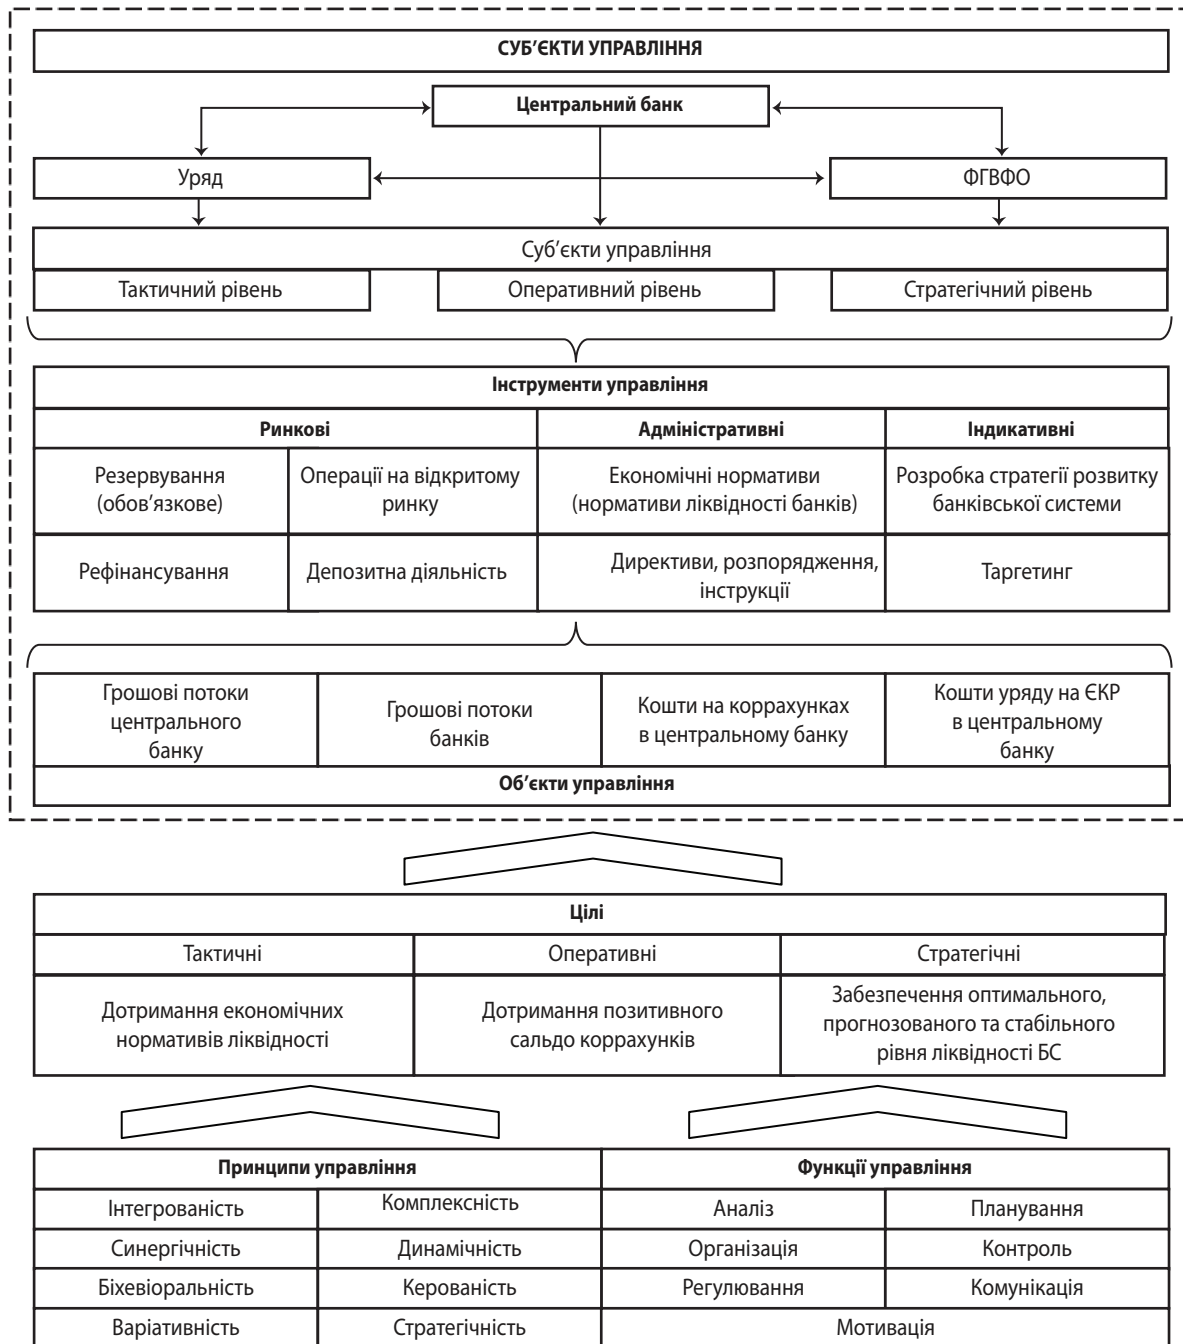 СУБ’ЄКТИ УПРАВЛІННЯ
Центральний банк
Уряд
ФГВФО
Суб’єкти управління
Тактичний рівень
Оперативний рівень
Стратегічний рівень
Інструменти управління
Ринкові
Адміністративні
Індикативні
Резервування
(обов’язкове)
Операції на відкритому
ринку
Економічні нормативи
(нормативи ліквідності банків)
Розробка стратегії розвитку
банківської системи
Рефінансування
Депозитна діяльність
Директиви, розпорядження,
інструкції
Таргетинг
Грошові потоки
центрального
банку
Грошові потоки
банків
Кошти на коррахунках
в центральному банку
Кошти уряду на ЄКР
в центральному
банку
Об’єкти управління
Цілі
Тактичні
Оперативні
Стратегічні
Дотримання економічних
нормативів ліквідності
Дотримання позитивного
сальдо коррахунків
Забезпечення оптимального,
прогнозованого та стабільного
рівня ліквідності БС
Принципи управління
Функції управління
Інтегрованість
Комплексність
Аналіз
Планування
Синергічність
Динамічність
Організація
Контроль
Біхевіоральність
Керованість
Регулювання
Комунікація
Варіативність
Стратегічність
Мотивація